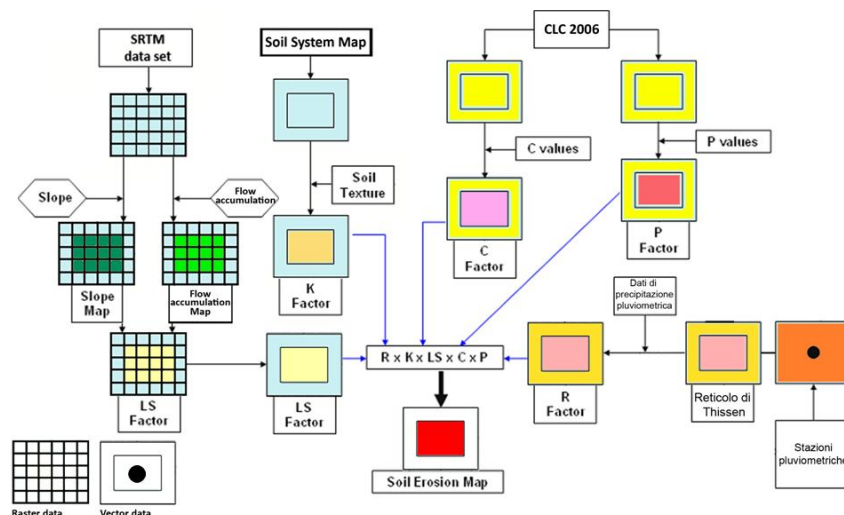 SRTM
data set
Soil System Map
CLC 2006
C values
P values
Slope
Flow
accumulation
Soil
Texture
Slope
Map
Flow
accumulation
Map
K
Factor
C
Factor
P
Factor
Dati di
precipitazione
pluviometrica
R x K x LS x C x P
LS
Factor
LS
Factor
R
Factor
Reticolo di
Thissen
Stazioni
pluviometriche
Soil Erosion Map
Raster data
Vector data